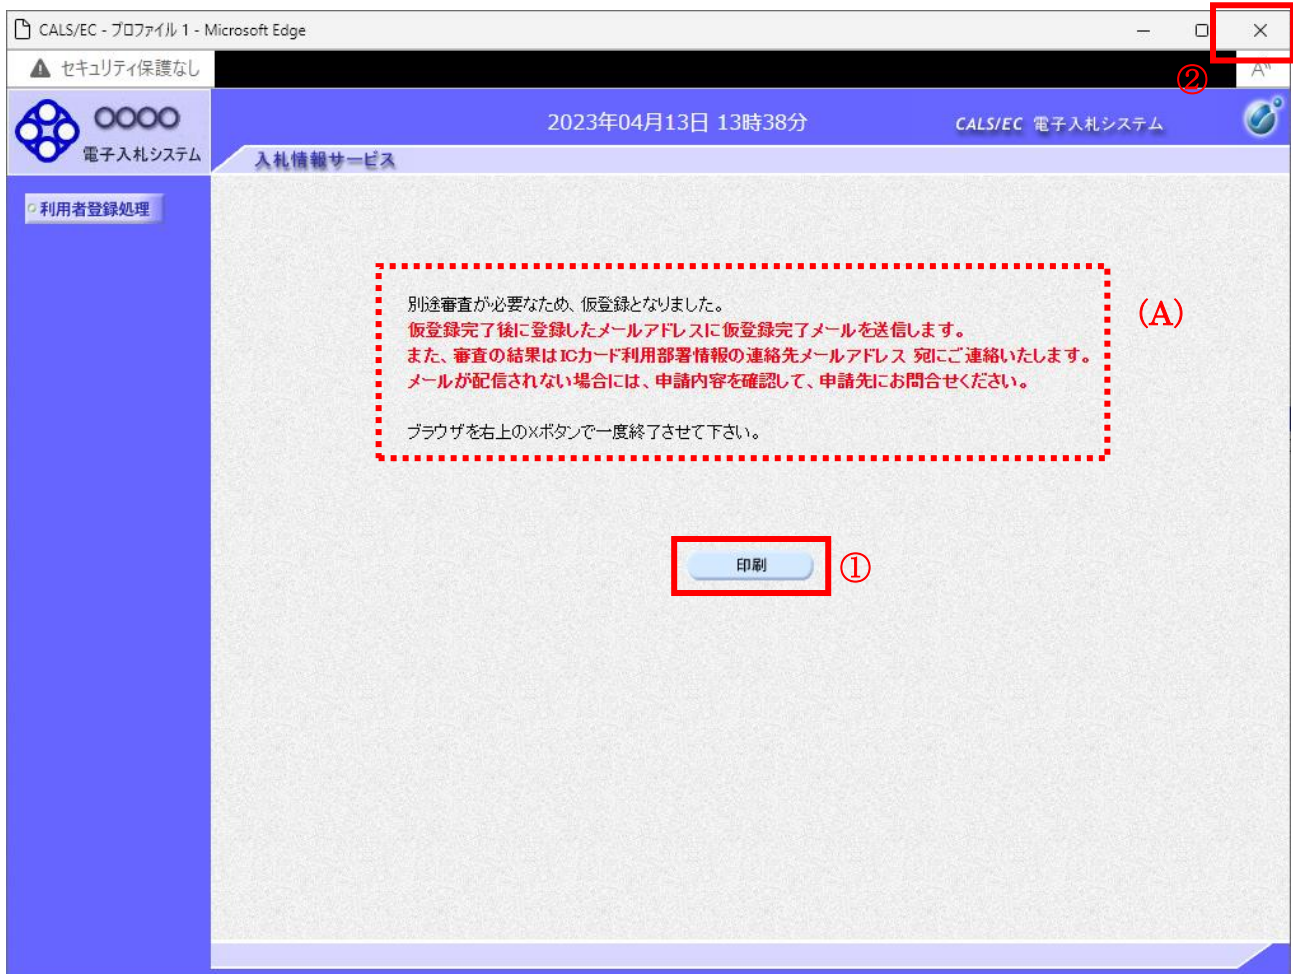 CALS/EC - プロファイル 1 - Microsoft Edge
セキュリティ保護なし
A
②
〇〇〇〇
電子入札システム
2023年04月13日 13時38分
CALS/EC 電子入札システム
入札情報サービス
利用者登録処理
別途審査が必要なため、仮登録となりました。
仮登録完了後に登録したメールアドレスに仮登録完了メールを送信します。
また、審査の結果はICカード利用部署情報の連絡先メールアドレス 宛にご連絡いたします。
メールが配信されない場合には、申請内容を確認して、申請先にお問合せください。
ブラウザを右上の×ボタンで一度終了させて下さい。
(A)
印刷
①